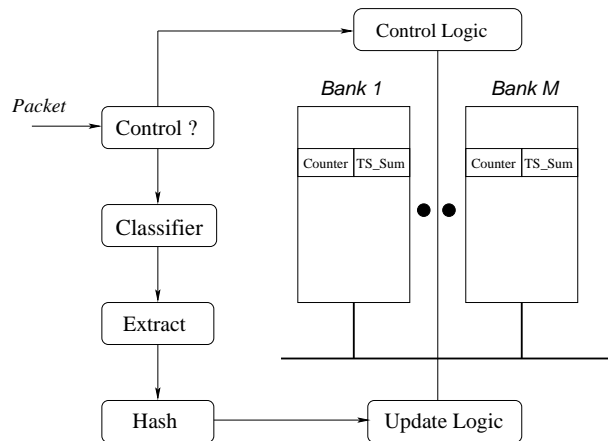 Control Logic
Bank 1
Bank M
Packet
Control ?
Counter TS_Sum
Counter TS_Sum
Classifier
Extract
Hash
Update Logic